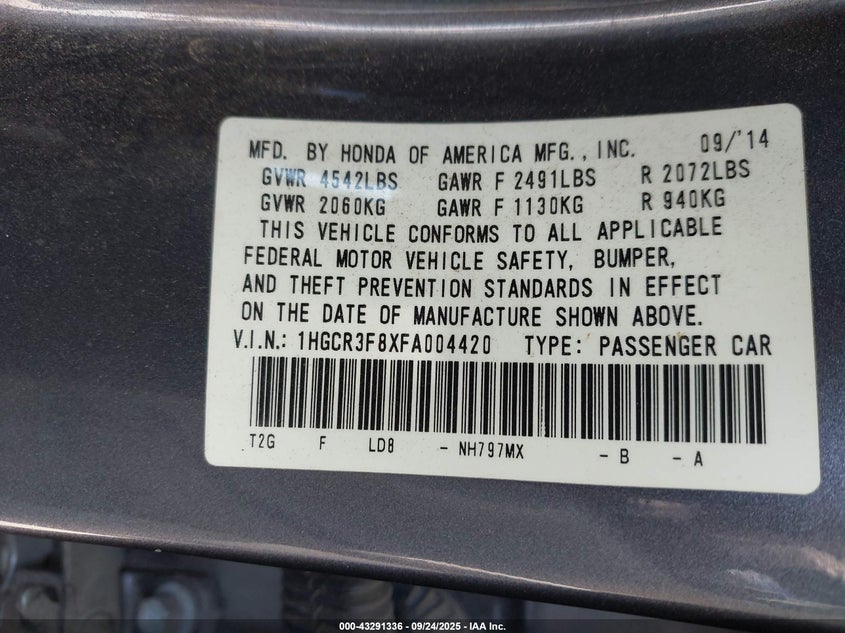 MFD. BY HONDA OF AMERICA MFG., INC. 09/'14
GVWR 4542LBS GAWR F 2491LBS R 2072LBS
GVWR 2060KG GAWR F 1130KG R 940KG
THIS VEHICLE CONFORMS TO ALL APPLICABLE
FEDERAL MOTOR VEHICLE SAFETY, BUMPER,
AND THEFT PREVENTION STANDARDS IN EFFECT
ON THE DATE OF MANUFACTURE SHOWN ABOVE.
V.I.N.: 1HGCR3F8XFA004420 TYPE: PASSENGER CAR
T2G F LD8 - NH797MX - B - A
000-43291336 - 09/24/2025 - IAA Inc.